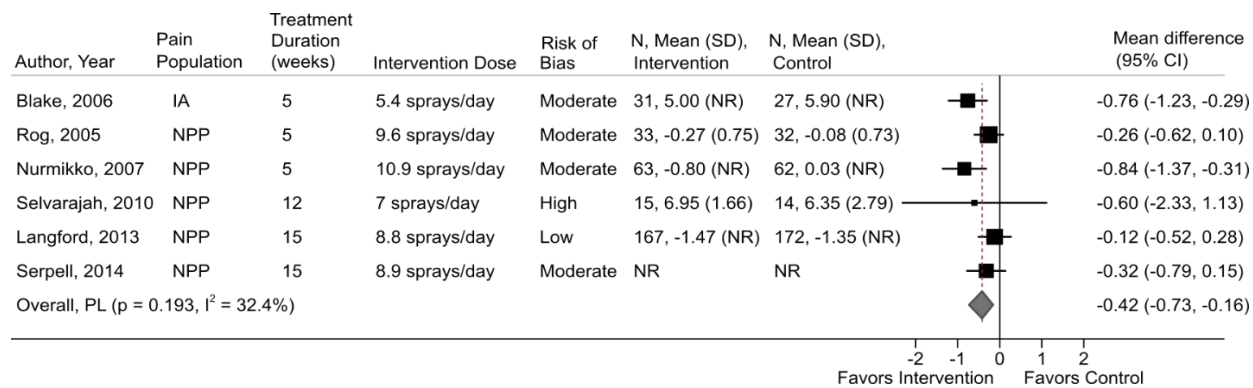 Author, Year Pain Population Treatment Duration (weeks) Intervention Dose Risk of Bias N, Mean (SD), Intervention N, Mean (SD), Control Mean difference (95% CI)
Blake, 2006 IA 5 5.4 sprays/day Moderate 31, 5.00 (NR) 27, 5.90 (NR) -0.76 (-1.23, -0.29)
Rog, 2005 NPP 5 9.6 sprays/day Moderate 33, -0.27 (0.75) 32, -0.08 (0.73) -0.26 (-0.62, 0.10)
Nurmikko, 2007 NPP 5 10.9 sprays/day Moderate 63, -0.80 (NR) 62, 0.03 (NR) -0.84 (-1.37, -0.31)
Selvarajah, 2010 NPP 12 7 sprays/day High 15, 6.95 (1.66) 14, 6.35 (2.79) -0.60 (-2.33, 1.13)
Langford, 2013 NPP 15 8.8 sprays/day Low 167, -1.47 (NR) 172, -1.35 (NR) -0.12 (-0.52, 0.28)
Serpell, 2014 NPP 15 8.9 sprays/day Moderate NR NR -0.32 (-0.79, 0.15)
Overall, PL (p = 0.193, I² = 32.4%) -0.42 (-0.73, -0.16)
-2 -1 0 1 2
Favors Intervention Favors Control